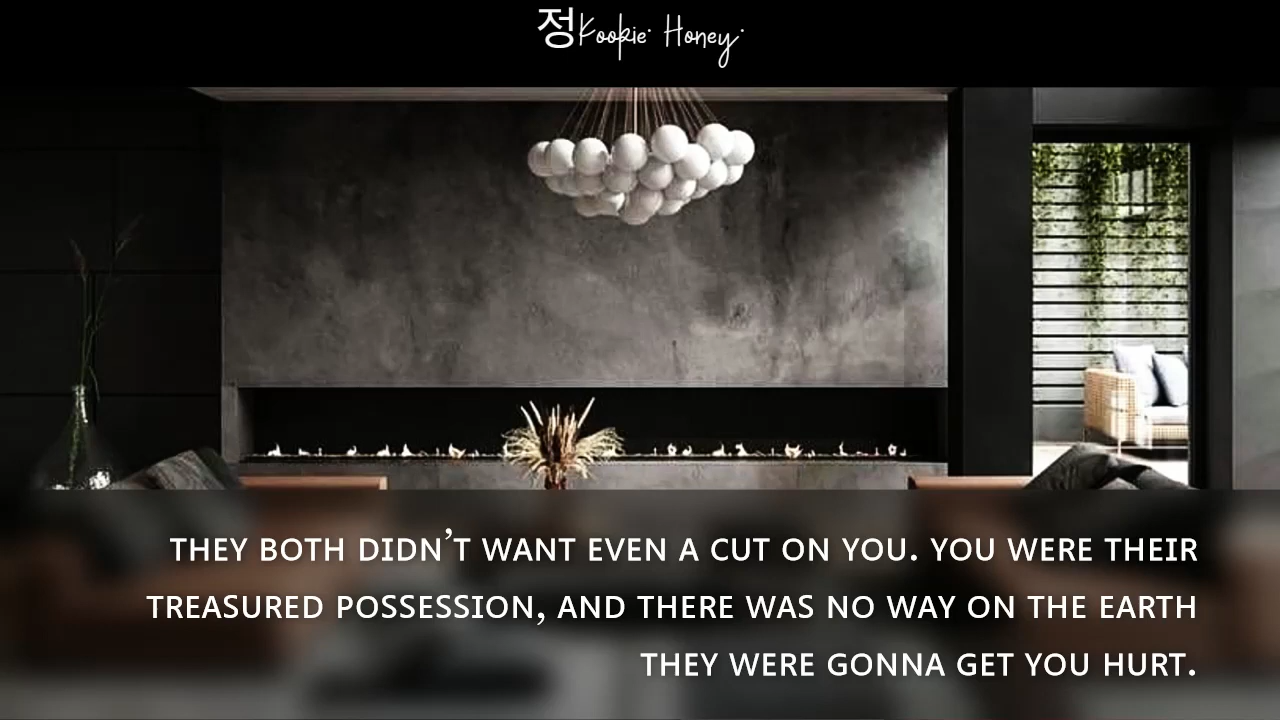 정Kookie Honey
THEY BOTH DIDN’T WANT EVEN A CUT ON YOU. YOU WERE THEIR
TREASURED POSSESSION, AND THERE WAS NO WAY ON THE EARTH
THEY WERE GONNA GET YOU HURT.